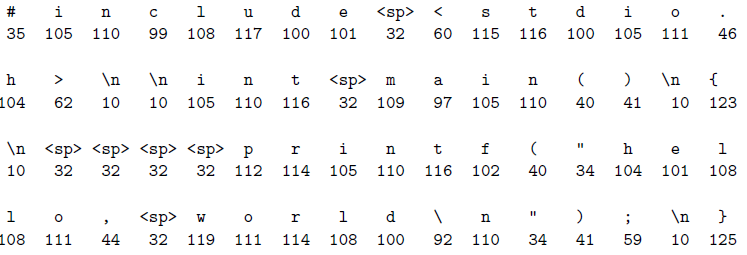 # i n c l u d e <sp> < s t d i o .
35 105 110 99 108 117 100 101 32 60 115 116 100 105 111 46
h > \n \n i n t <sp> m a i n ( ) \n {
104 62 10 10 105 110 116 32 109 97 105 110 40 41 10 123
\n <sp> <sp> <sp> <sp> p r i n t f ( " h e l
10 32 32 32 32 112 114 105 110 116 102 40 34 104 101 108
l o , <sp> w o r l d \ n " ) ; \n }
108 111 44 32 119 111 114 108 100 92 110 34 41 59 10 125